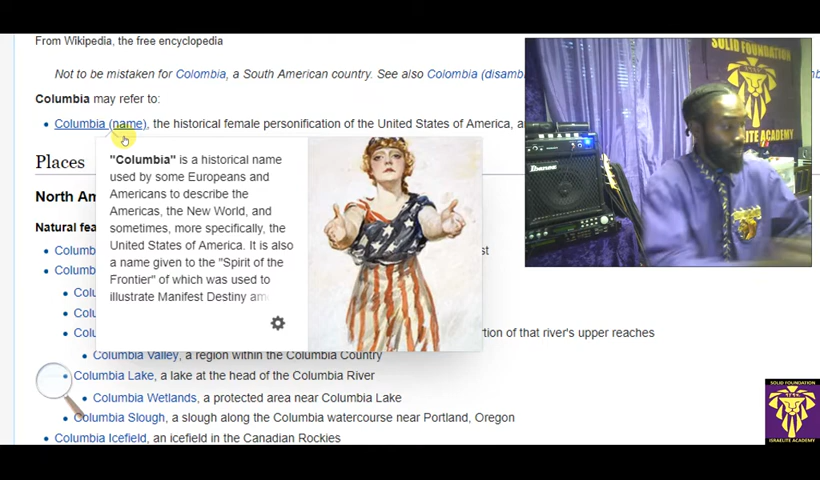 From Wikipedia, the free encyclopedia
Not to be mistaken for Colombia, a South American country. See also Colombia (disamb
Columbia may refer to:
Columbia (name), the historical female personification of the United States of America, a
Places
North Am
Natural fea
"Columbia" is a historical name
used by some Europeans and
Americans to describe the
Americas, the New World, and
sometimes, more specifically, the
United States of America. It is also
a name given to the "Spirit of the
Frontier" of which was used to
illustrate Manifest Destiny am
Columb
Columb
st
Colu
Colu
Colu
rtion of that river's upper reaches
Columbia Valley, a region within the Columbia Country
Columbia Lake, a lake at the head of the Columbia River
Columbia Wetlands, a protected area near Columbia Lake
Columbia Slough, a slough along the Columbia watercourse near Portland, Oregon
Columbia Icefield, an icefield in the Canadian Rockies
SOLID FOUNDATION
ISRAELITE ACADEMY
Ibanez
SOLID FOUNDATION
ISRAELITE ACADEMY